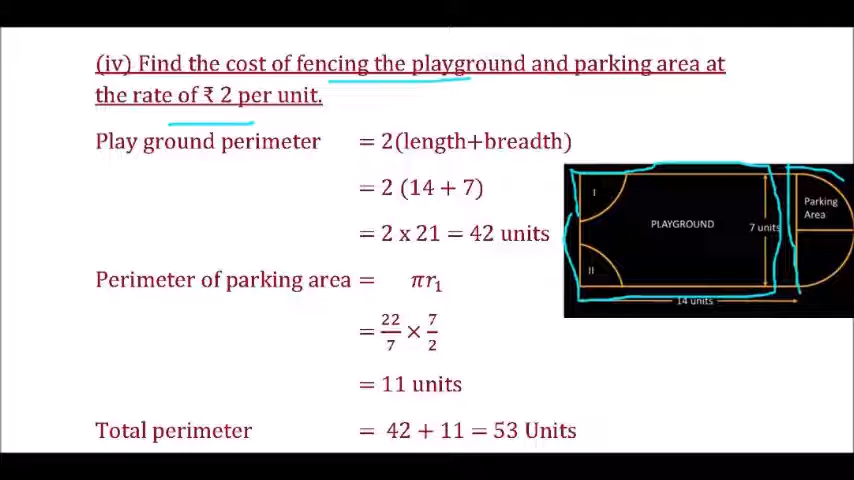 (iv) Find the cost of fencing the playground and parking area at
the rate of ₹ 2 per unit.
Play ground perimeter = 2(length+breadth)
= 2 (14 + 7)
= 2 x 21 = 42 units
Perimeter of parking area = πr₁
= 22/7 × 7/2
= 11 units
Total perimeter = 42 + 11 = 53 Units
I
II
PLAYGROUND
7 units
14 units
Parking
Area